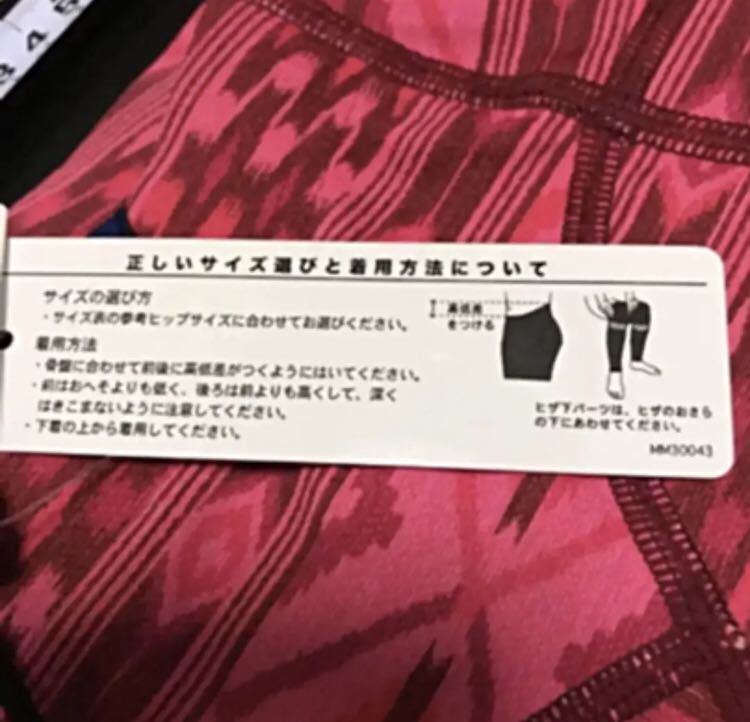 3 4 5
正しいサイズ選びと着用方法について
サイズの選び方
・サイズ表の参考ヒップサイズに合わせてお選びください。
着用方法
・骨盤に合わせて前後に高低差がつくようにはいてください。
・前はおへそよりも低く、後ろは前よりも高くして、深く
はきこまないように注意してください。
・下着の上から着用してください。
高低差
をつける
ヒザ下パーツは、ヒザのおさら
の下にあわせてください。
MM30043